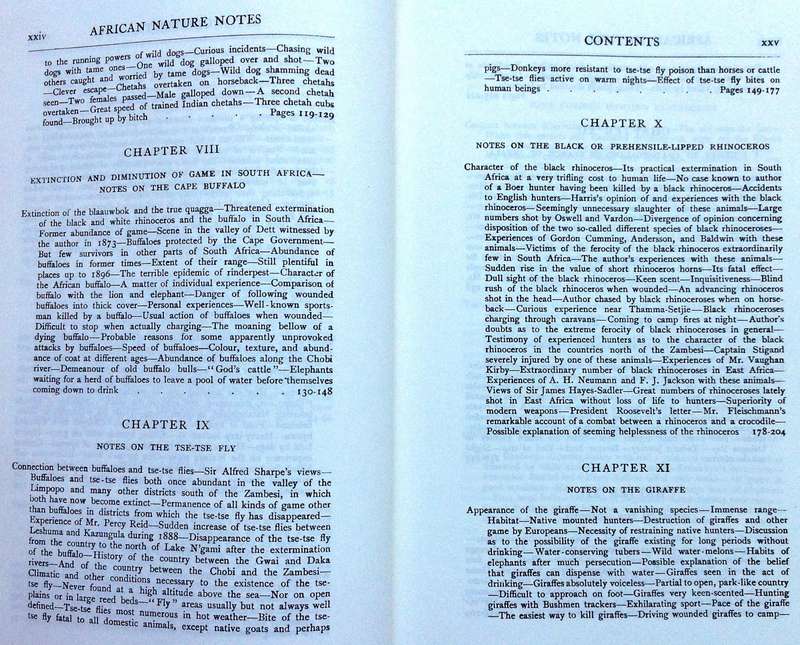 xxiv
AFRICAN NATURE NOTES
to the running powers of wild dogs—Curious incidents—Chasing wild
dogs with tame ones—One wild dog galloped over and shot—Two
others caught and worried by tame dogs—Wild dog shamming dead
—Clever escape—Chetahs overtaken on horseback—Three chetahs
seen—Two females passed—Male galloped down—A second chetah
overtaken—Great speed of trained Indian chetahs—Three chetah cubs
found—Brought up by bitch . . . . . Pages 119-129
CHAPTER VIII
EXTINCTION AND DIMINUTION OF GAME IN SOUTH AFRICA—
NOTES ON THE CAPE BUFFALO
Extinction of the blaauwbok and the true quagga—Threatened extermination
of the black and white rhinoceros and the buffalo in South Africa—
Former abundance of game—Scene in the valley of Dett witnessed by
the author in 1873—Buffaloes protected by the Cape Government—
But few survivors in other parts of South Africa—Abundance of
buffaloes in former times—Extent of their range—Still plentiful in
places up to 1896—The terrible epidemic of rinderpest—Character of
the African buffalo—A matter of individual experience—Comparison of
buffalo with the lion and elephant—Danger of following wounded
buffaloes into thick cover—Personal experiences—Well-known sports-
man killed by a buffalo—Usual action of buffaloes when wounded—
Difficult to stop when actually charging—The moaning bellow of a
dying buffalo—Probable reasons for some apparently unprovoked
attacks by buffaloes—Speed of buffaloes—Colour, texture, and abund-
ance of coat at different ages—Abundance of buffaloes along the Chobi
river—Demeanour of old buffalo bulls—"God's cattle"—Elephants
waiting for a herd of buffaloes to leave a pool of water before themselves
coming down to drink . . . . . . . 130-148
CHAPTER IX
NOTES ON THE TSE-TSE FLY
Connection between buffaloes and tse-tse flies—Sir Alfred Sharpe's views—
Buffaloes and tse-tse flies both once abundant in the valley of the
Limpopo and many other districts south of the Zambesi, in which
both have now become extinct—Permanence of all kinds of game other
than buffaloes in districts from which the tse-tse fly has disappeared—
Experience of Mr. Percy Reid—Sudden increase of tse-tse flies between
Leshuma and Kazungula during 1888—Disappearance of the tse-tse fly
from the country to the north of Lake N'gami after the extermination
of the buffalo—History of the country between the Gwai and Daka
rivers—And of the country between the Chobi and the Zambesi—
Climatic and other conditions necessary to the existence of the tse-
tse fly—Never found at a high altitude above the sea—Nor on open
plains or in large reed beds—"Fly" areas usually but not always well
defined—Tse-tse flies most numerous in hot weather—Bite of the tse-
tse fly fatal to all domestic animals, except native goats and perhaps
CONTENTS
xxv
pigs—Donkeys more resistant to tse-tse fly poison than horses or cattle
—Tse-tse flies active on warm nights—Effect of tse-tse fly bites on
human beings . . . . . . Pages 149-177
CHAPTER X
NOTES ON THE BLACK OR PREHENSILE-LIPPED RHINOCEROS
Character of the black rhinoceros—Its practical extermination in South
Africa at a very trifling cost to human life—No case known to author
of a Boer hunter having been killed by a black rhinoceros—Accidents
to English hunters—Harris's opinion of and experiences with the black
rhinoceros—Seemingly unnecessary slaughter of these animals—Large
numbers shot by Oswell and Vardon—Divergence of opinion concerning
disposition of the two so-called different species of black rhinoceroses—
Experiences of Gordon Cumming, Andersson, and Baldwin with these
animals—Victims of the ferocity of the black rhinoceros extraordinarily
few in South Africa—The author's experiences with these animals—
Sudden rise in the value of short rhinoceros horns—Its fatal effect—
Dull sight of the black rhinoceros—Keen scent—Inquisitiveness—Blind
rush of the black rhinoceros when wounded—An advancing rhinoceros
shot in the head—Author chased by black rhinoceroses when on horse-
back—Curious experience near Thamma-Setjie—Black rhinoceroses
charging through caravans—Coming to camp fires at night—Author's
doubts as to the extreme ferocity of black rhinoceroses in general—
Testimony of experienced hunters as to the character of the black
rhinoceros in the countries north of the Zambesi—Captain Stigand
severely injured by one of these animals—Experiences of Mr. Vaughan
Kirby—Extraordinary number of black rhinoceroses in East Africa—
Experiences of A. H. Neumann and F. J. Jackson with these animals—
Views of Sir James Hayes-Sadler—Great numbers of rhinoceroses lately
shot in East Africa without loss of life to hunters—Superiority of
modern weapons—President Roosevelt's letter—Mr. Fleischmann's
remarkable account of a combat between a rhinoceros and a crocodile—
Possible explanation of seeming helplessness of the rhinoceros 178-204
CHAPTER XI
NOTES ON THE GIRAFFE
Appearance of the giraffe—Not a vanishing species—Immense range—
Habitat—Native mounted hunters—Destruction of giraffes and other
game by Europeans—Necessity of restraining native hunters—Discussion
as to the possibility of the giraffe existing for long periods without
drinking—Water-conserving tubers—Wild water-melons—Habits of
elephants after much persecution—Possible explanation of the belief
that giraffes can dispense with water—Giraffes seen in the act of
drinking—Giraffes absolutely voiceless—Partial to open, park-like country
—Difficult to approach on foot—Giraffes very keen-scented—Hunting
giraffes with Bushmen trackers—Exhilarating sport—Pace of the giraffe
—The easiest way to kill giraffes—Driving wounded giraffes to camp—